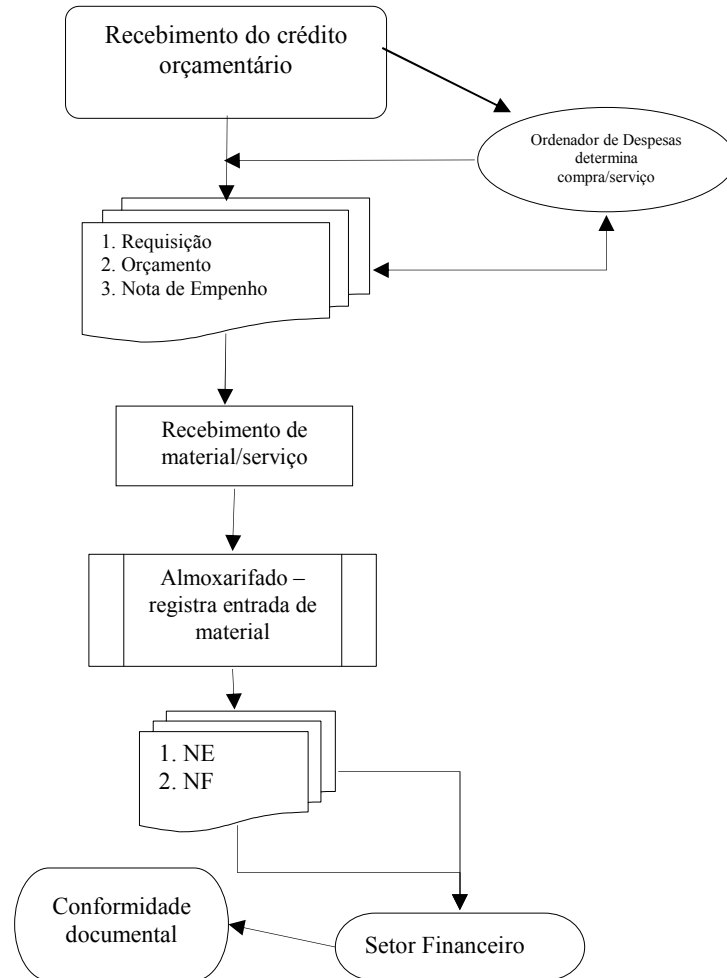 Recebimento do crédito
orçamentário
Ordenador de Despesas
determina
compra/serviço
1. Requisição
2. Orçamento
3. Nota de Empenho
Recebimento de
material/serviço
Almoxarifado –
registra entrada de
material
1. NE
2. NF
Conformidade
documental
Setor Financeiro